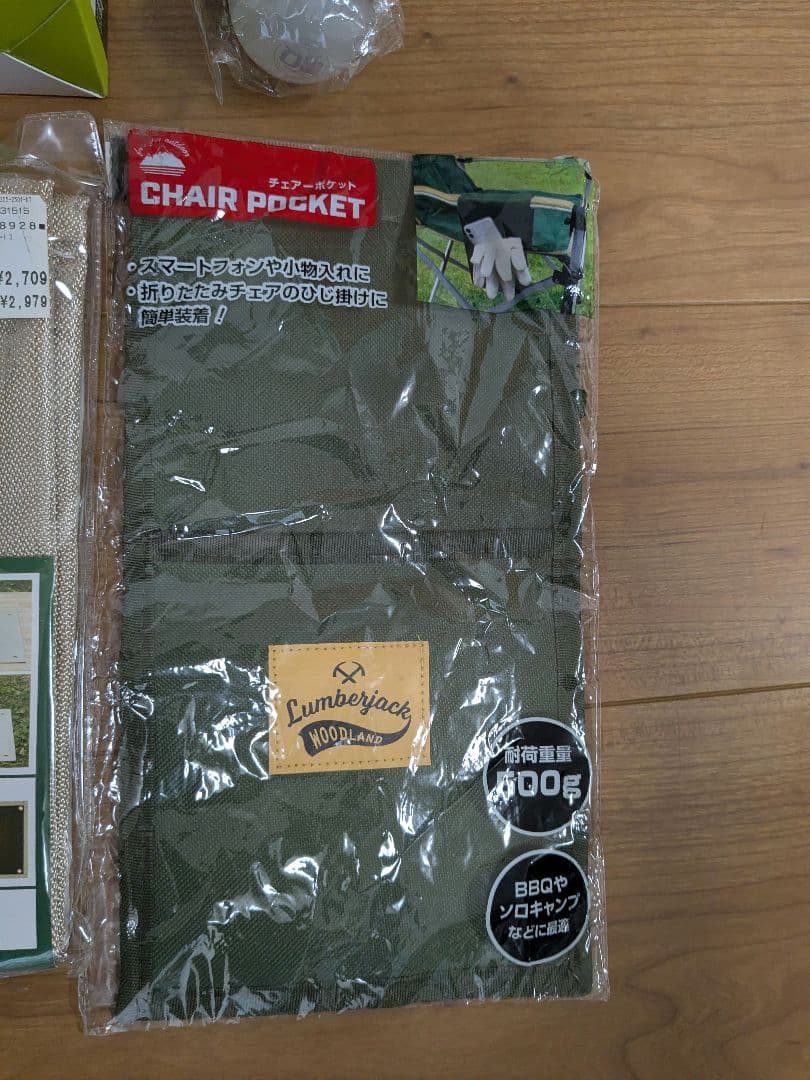 CHAIR POCKET
チェアーポケット
・スマートフォンや小物入れに
・折りたたみチェアのひじ掛けに
簡単装着！
31515
8928
¥2,709
¥2,979
Lumberjack
WOODLAND
耐荷重量
500g
BBQや
ソロキャンプ
などに最適